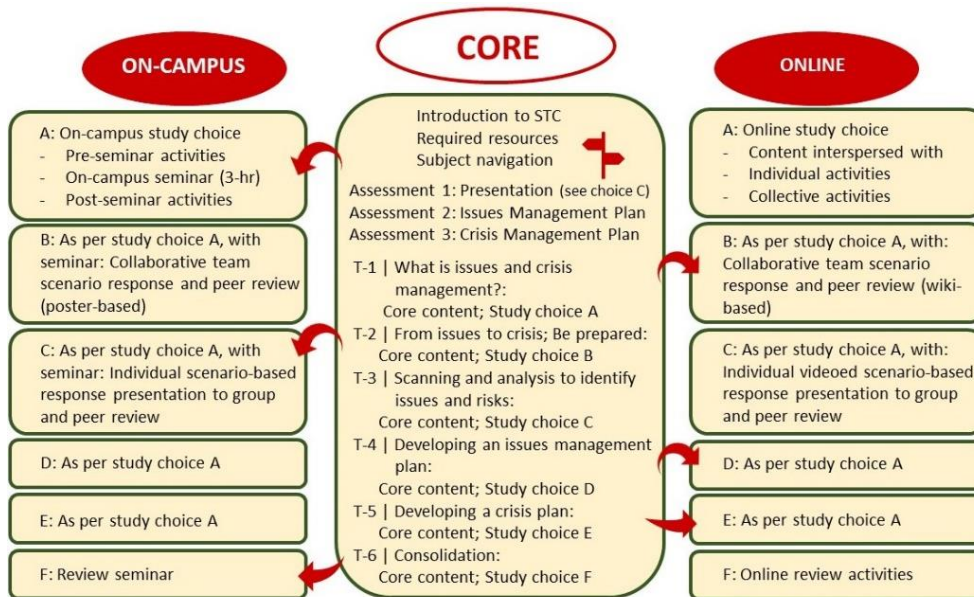 ON-CAMPUS
A: On-campus study choice
- Pre-seminar activities
- On-campus seminar (3-hr)
- Post-seminar activities
B: As per study choice A, with
seminar: Collaborative team
scenario response and peer review
(poster-based)
C: As per study choice A, with
seminar: Individual scenario-based
response presentation to group
and peer review
D: As per study choice A
E: As per study choice A
F: Review seminar
CORE
Introduction to STC
Required resources
Subject navigation
Assessment 1: Presentation (see choice C)
Assessment 2: Issues Management Plan
Assessment 3: Crisis Management Plan
T-1 | What is issues and crisis
management?:
Core content; Study choice A
T-2 | From issues to crisis; Be prepared:
Core content; Study choice B
T-3 | Scanning and analysis to identify
issues and risks:
Core content; Study choice C
T-4 | Developing an issues management
plan:
Core content; Study choice D
T-5 | Developing a crisis plan:
Core content; Study choice E
T-6 | Consolidation:
Core content; Study choice F
ONLINE
A: Online study choice
- Content interspersed with
- Individual activities
- Collective activities
B: As per study choice A, with:
Collaborative team scenario
response and peer review (wiki-
based)
C: As per study choice A, with:
Individual videoed scenario-based
response presentation to group
and peer review
D: As per study choice A
E: As per study choice A
F: Online review activities